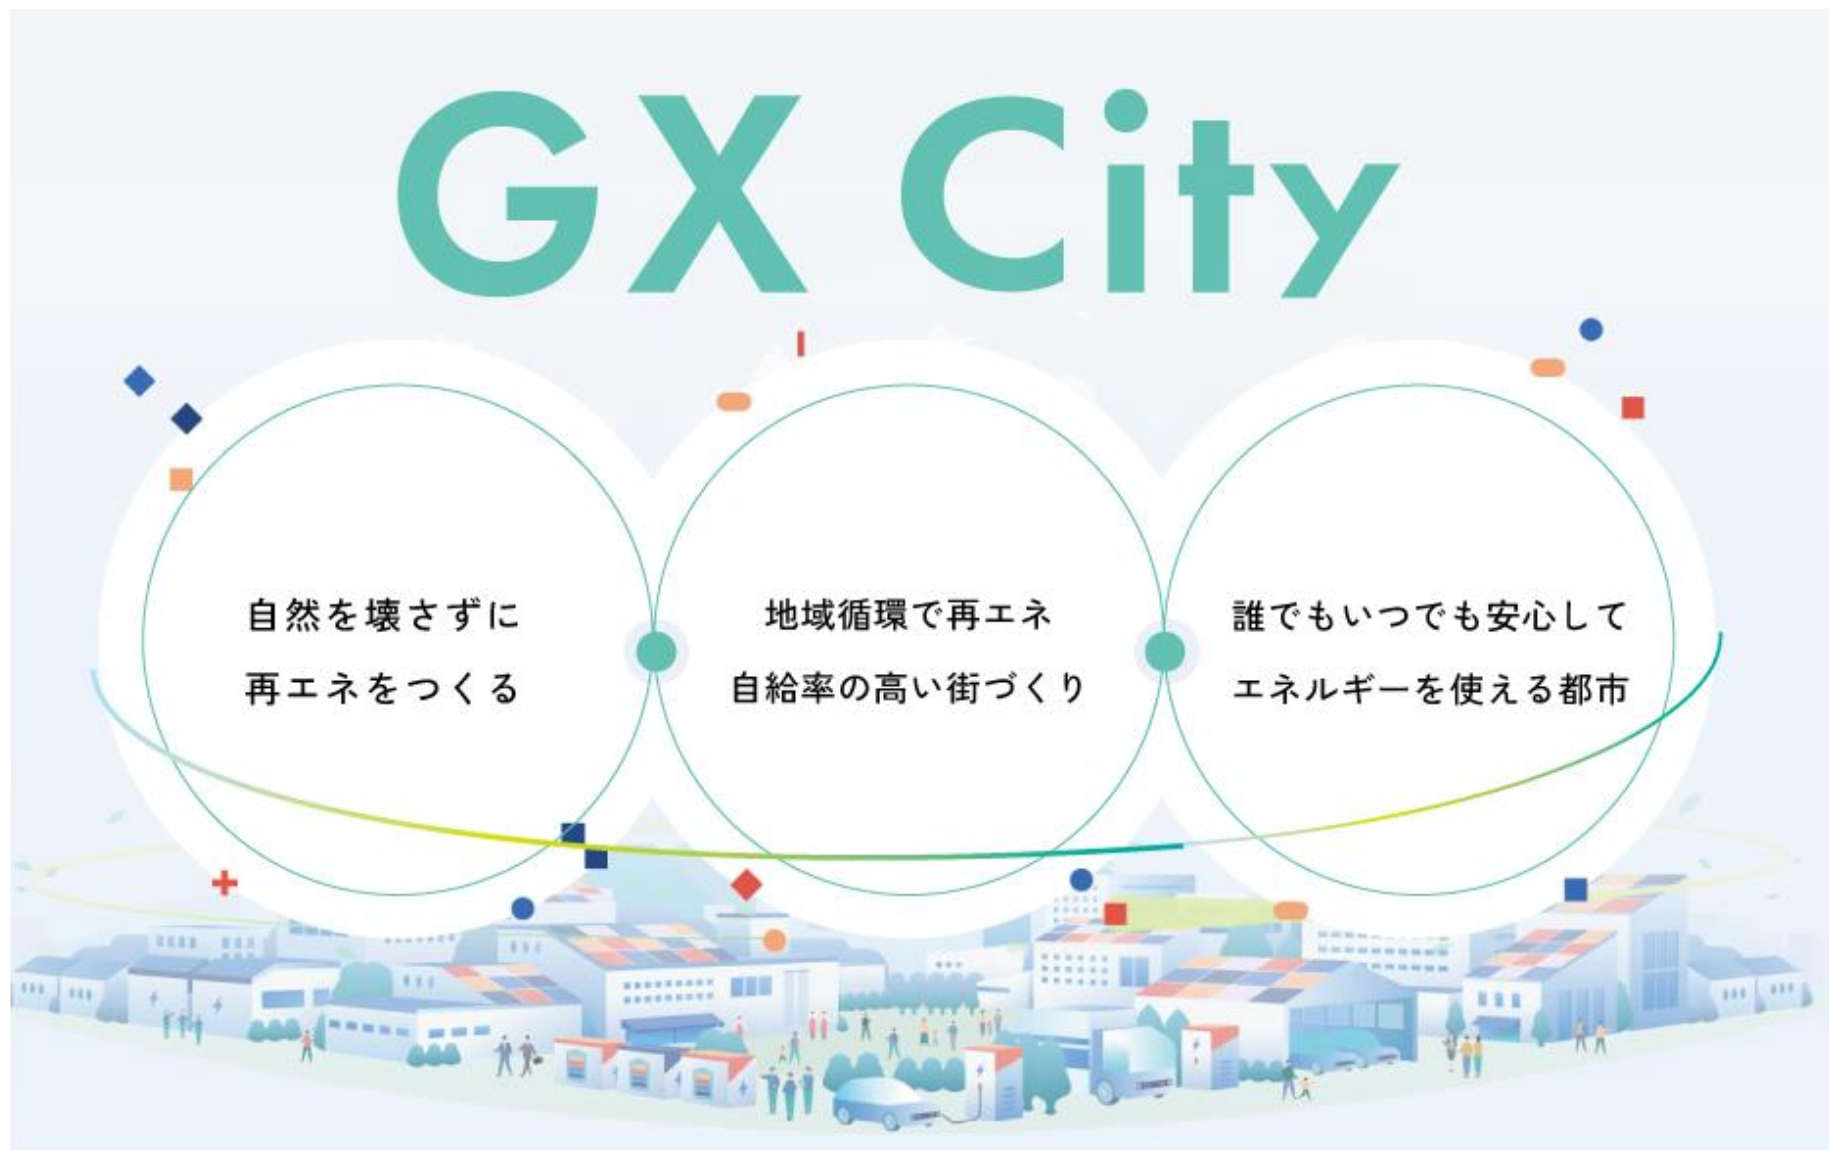 GX City
自然を壊さずに
再エネをつくる
地域循環で再エネ
自給率の高い街づくり
誰でもいつでも安心して
エネルギーを使える都市